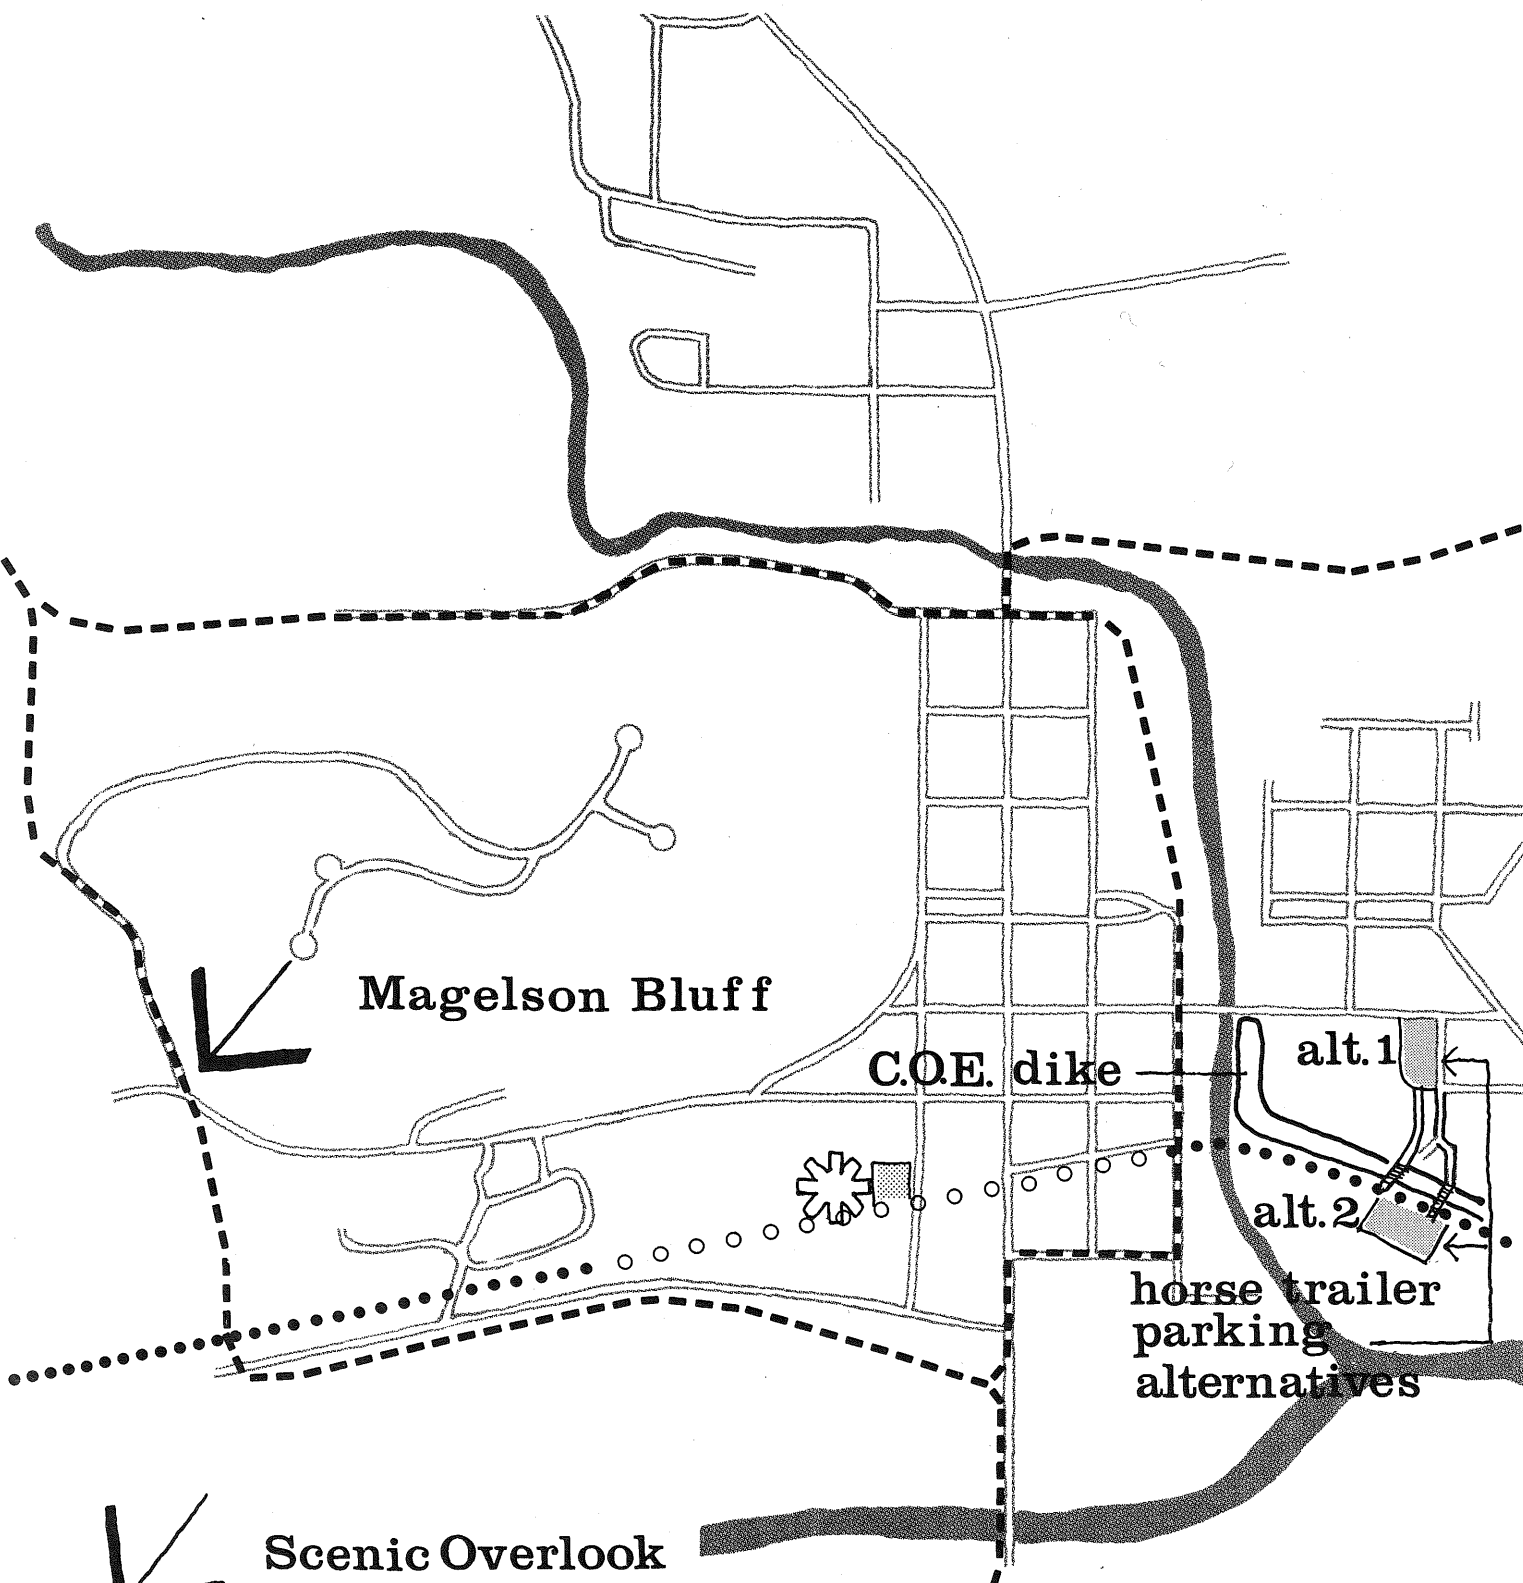 Magelson Bluff
C.O.E. dike
alt.1
alt.2
horse trailer
parking
alternatives
Scenic Overlook